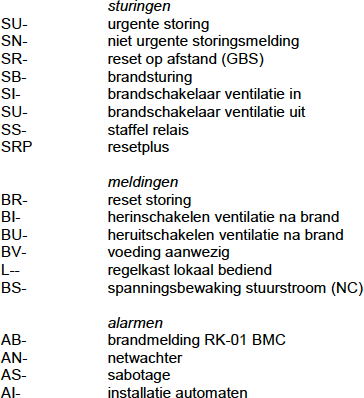 sturingen
SU- urgente storing
SN- niet urgente storingsmelding
SR- reset op afstand (GBS)
SB- brandsturing
SI- brandschakelaar ventilatie in
SU- brandschakelaar ventilatie uit
SS- staffel relais
SRP resetplus
meldingen
BR- reset storing
BI- herinschakelen ventilatie na brand
BU- heruitschakelen ventilatie na brand
BV- voeding aanwezig
L-- regelkast lokaal bediend
BS- spanningsbewaking stuurstroom (NC)
alarmen
AB- brandmelding RK-01 BMC
AN- netwachter
AS- sabotage
AI- installatie automaten